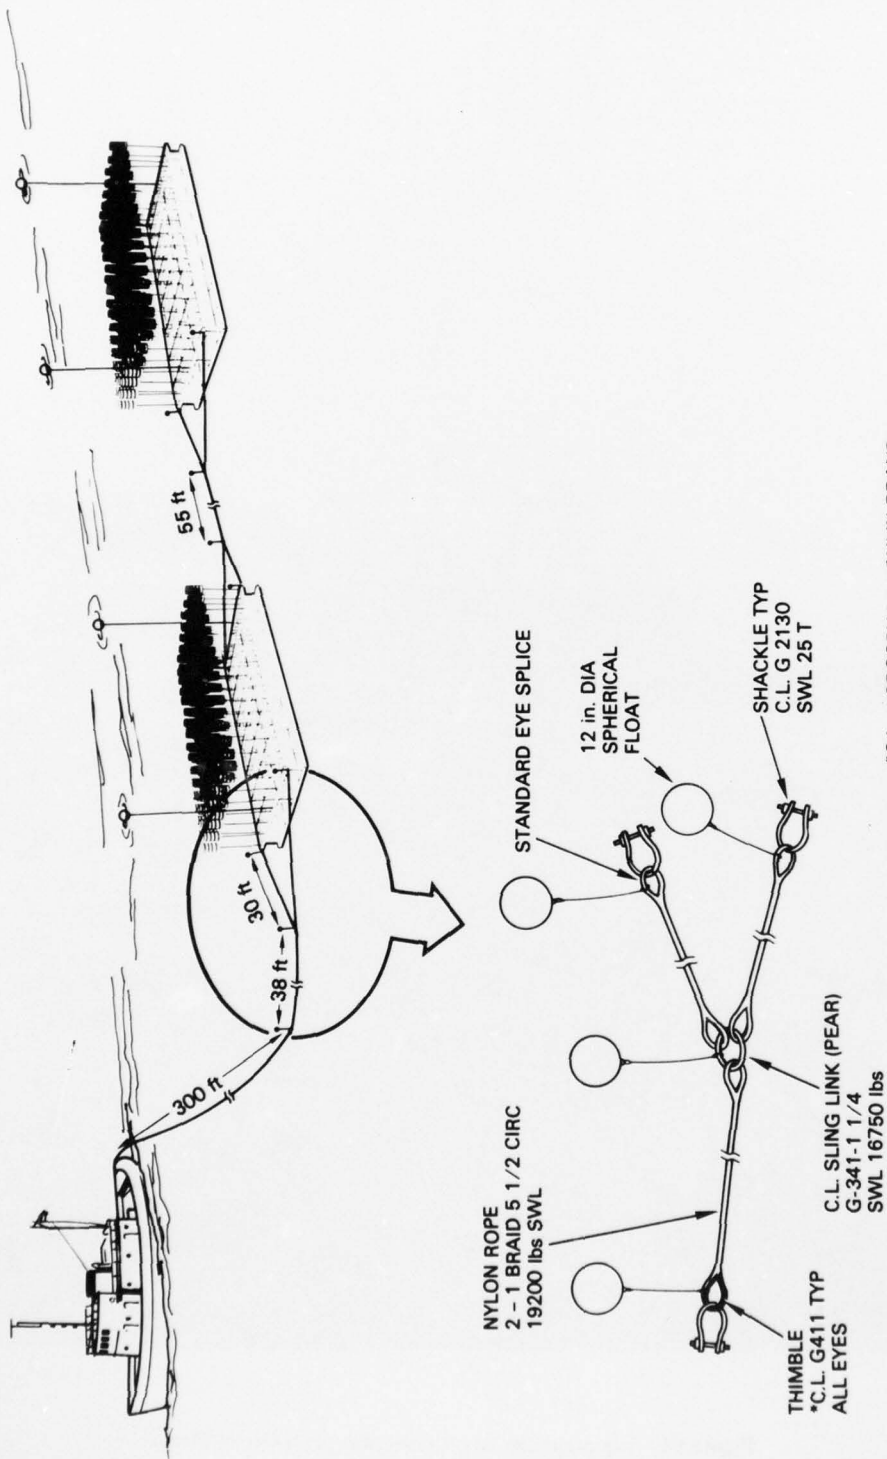 300 ft
38 ft
30 ft
55 ft
NYLON ROPE
2 – 1 BRAID 5 1/2 CIRC
19200 lbs SWL
STANDARD EYE SPLICE
12 in. DIA
SPHERICAL
FLOAT
SHACKLE TYP
C.L. G 2130
SWL 25 T
C.L. SLING LINK (PEAR)
G-341-1 1/4
SWL 16750 lbs
THIMBLE
*C.L. G411 TYP
ALL EYES